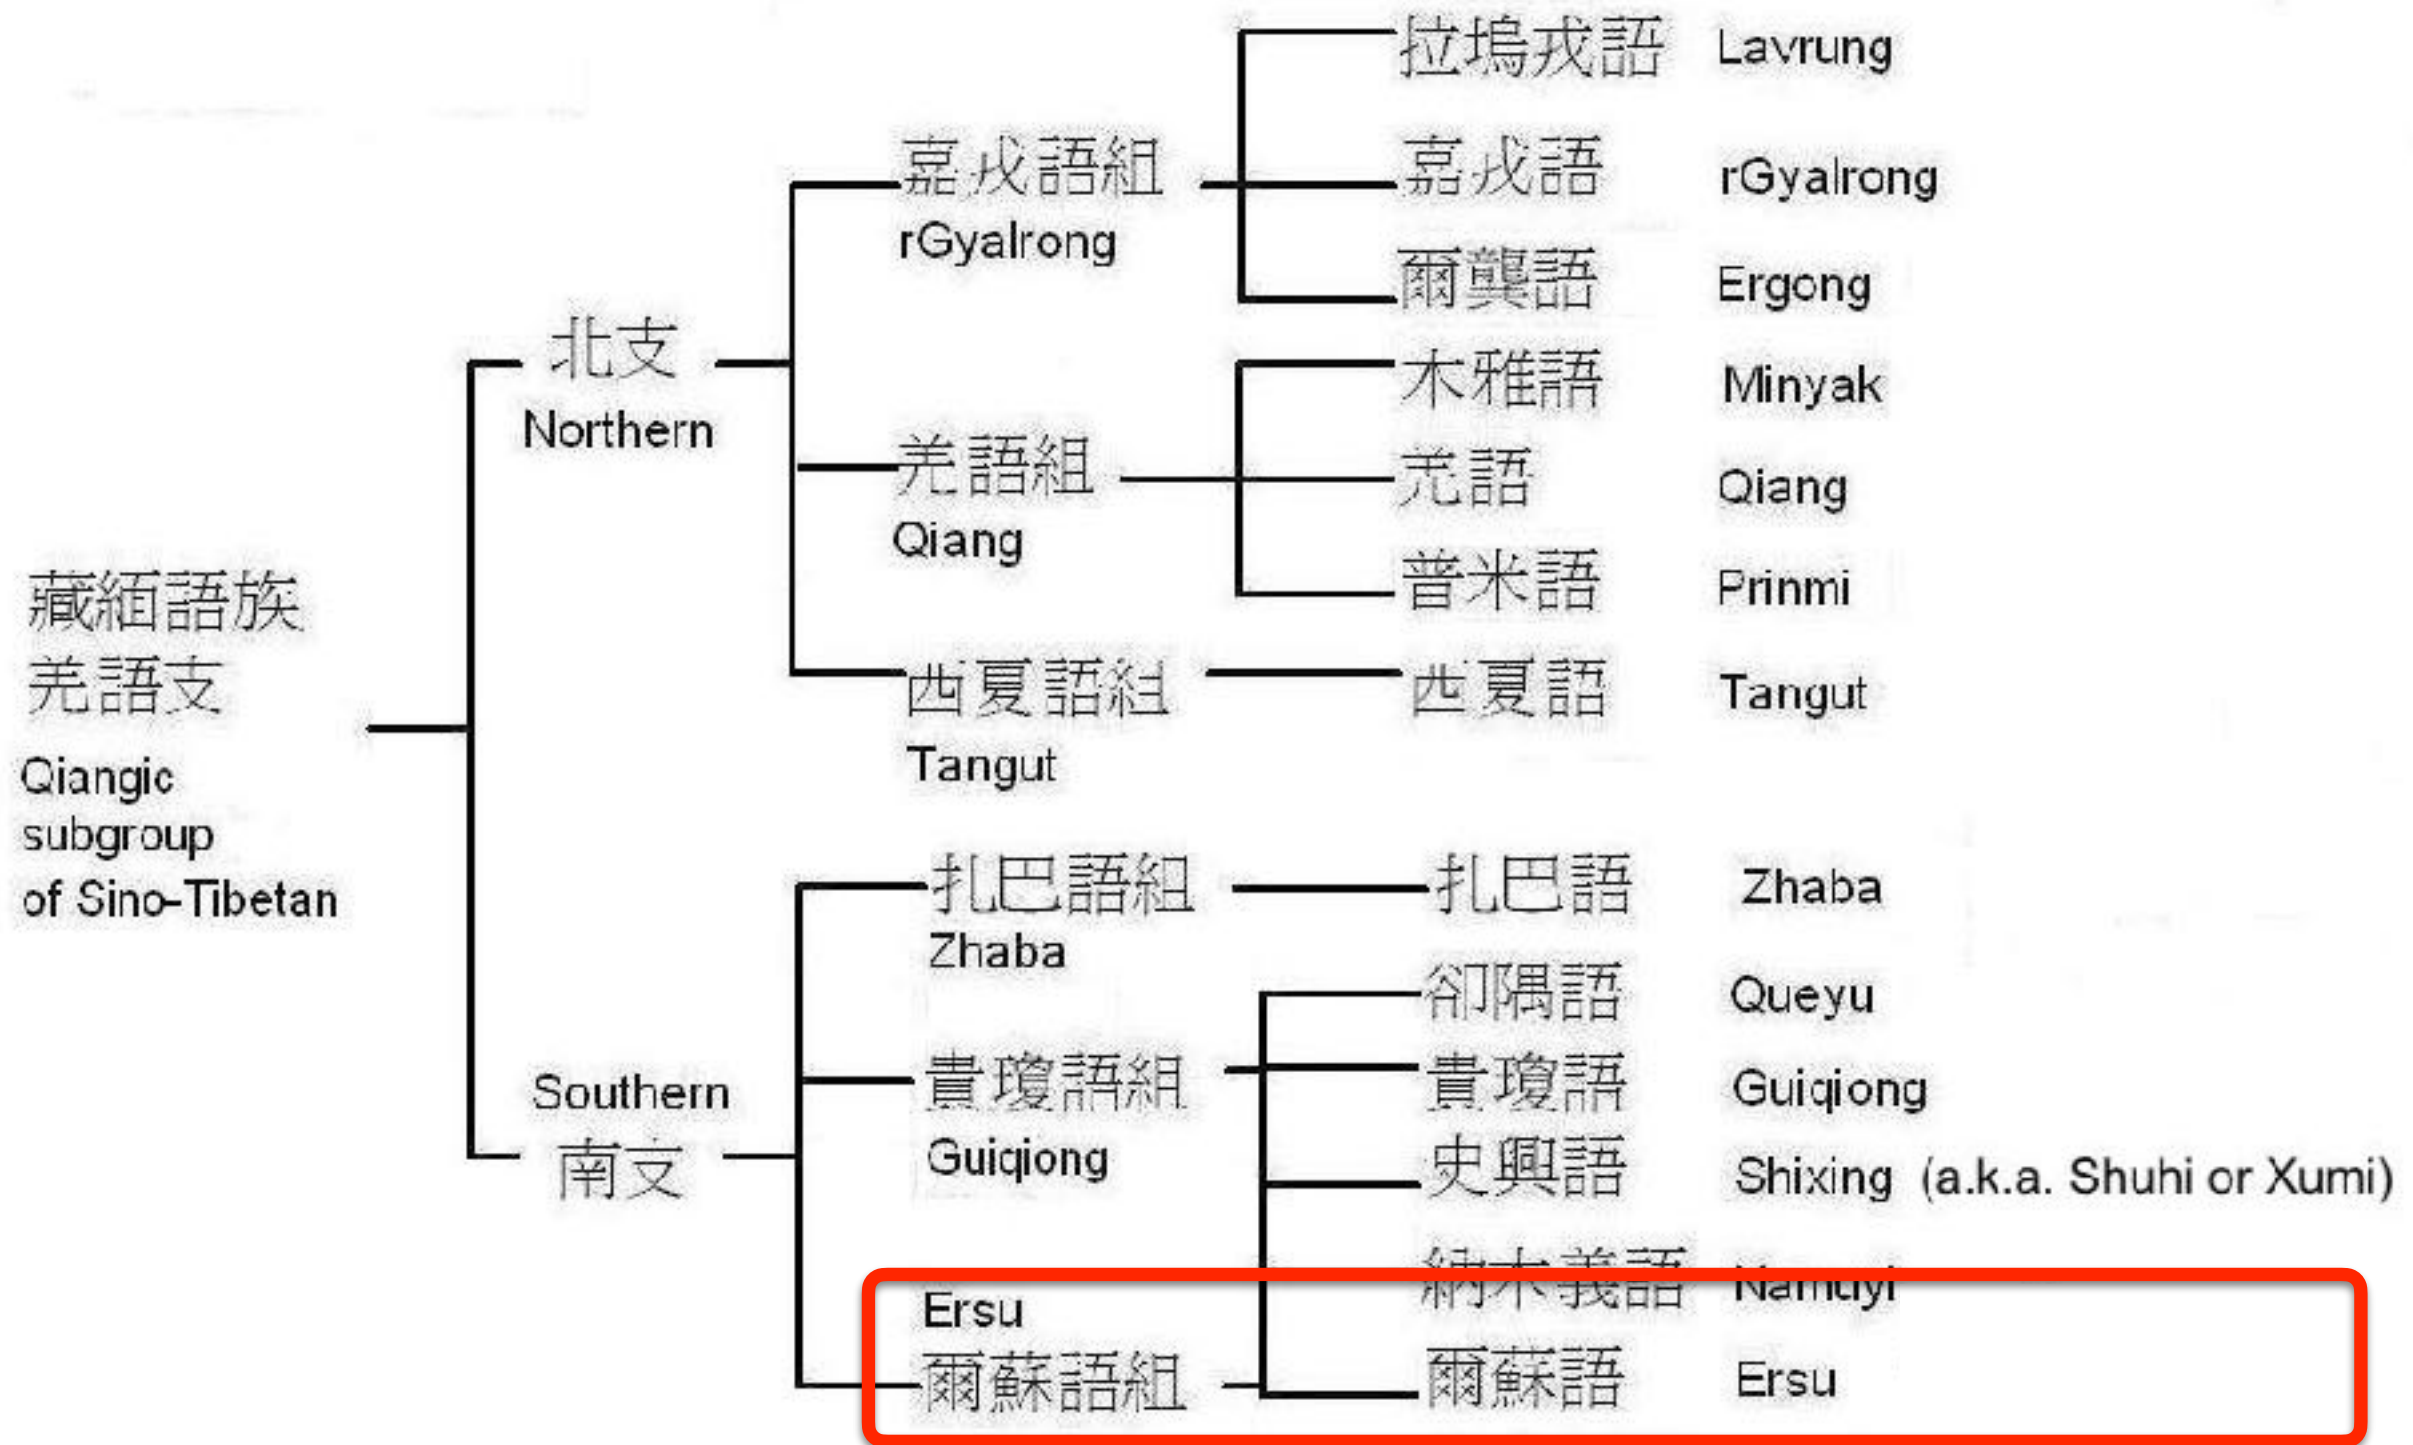 藏緬語族
羌語支
Qiangic
subgroup
of Sino-Tibetan
北支
Northern
嘉戎語組
rGyalrong
拉塢戎語 Lavrung
嘉戎語 rGyalrong
爾龔語 Ergong
羌語組
Qiang
木雅語 Minyak
羌語 Qiang
普米語 Prinmi
西夏語組
Tangut
西夏語 Tangut
Southern
南支
扎巴語組
Zhaba
扎巴語 Zhaba
貴瓊語組
Guiqiong
卻隅語 Queyu
貴瓊語 Guiqiong
史興語 Shixing (a.k.a. Shuhi or Xumi)
納木義語 Namuyi
Ersu
爾蘇語組
爾蘇語 Ersu